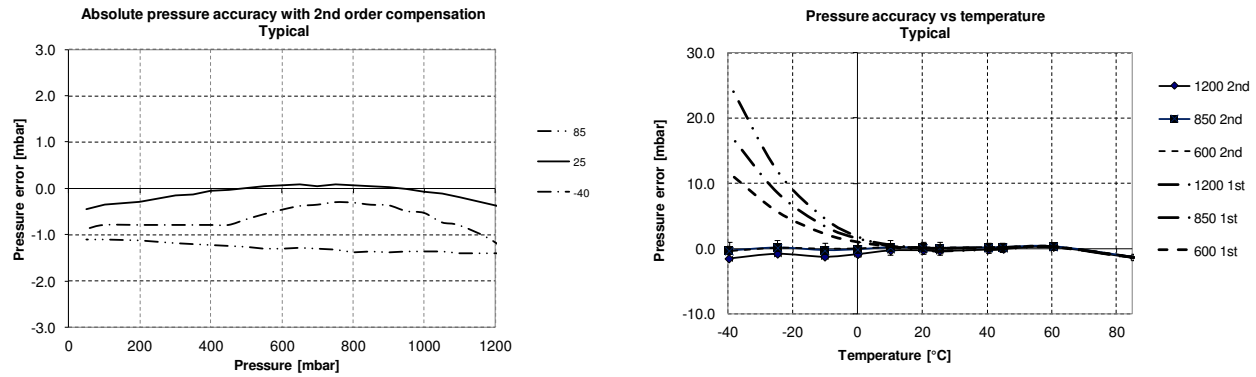 Absolute pressure accuracy with 2nd order compensation
Typical
Pressure error [mbar]
3.0
2.0
1.0
0.0
-1.0
-2.0
-3.0
0 200 400 600 800 1000 1200
Pressure [mbar]
85
25
-40
Pressure accuracy vs temperature
Typical
Pressure error [mbar]
30.0
20.0
10.0
0.0
-10.0
-40 -20 0 20 40 60 80
Temperature [°C]
1200 2nd
850 2nd
600 2nd
1200 1st
850 1st
600 1st